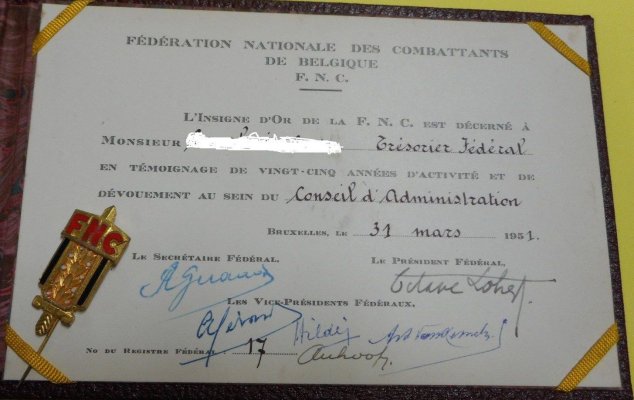 FÉDÉRATION NATIONALE DES COMBATTANTS
DE BELGIQUE
F. N. C.
L'INSIGNE D'OR DE LA F. N. C. EST DÉCERNÉ À
MONSIEUR Trésorier Fédéral
EN TÉMOIGNAGE DE VINGT-CINQ ANNÉES D'ACTIVITÉ ET DE
DÉVOUEMENT AU SEIN DU Conseil d'Administration
BRUXELLES, LE 31 mars 1951.
LE SECRÉTAIRE FÉDÉRAL, LE PRÉSIDENT FÉDÉRAL,
Octave Lohest
LES VICE-PRÉSIDENTS FÉDÉRAUX.
NO DU REGISTRE FÉDÉRAL 17
FNC